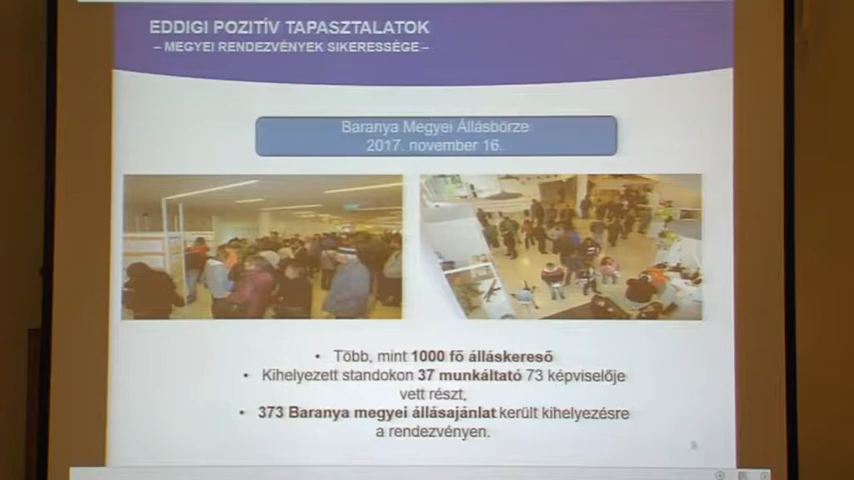 EDDIGI POZITÍV TAPASZTALATOK
– MEGYEI RENDEZVÉNYEK SIKERESSÉGE –
Baranya Megyei Állásbörze
2017. november 16.
• Több, mint 1000 fő álláskereső
• Kihelyezett standokon 37 munkáltató 73 képviselője
vett részt,
• 373 Baranya megyei állásajánlat került kihelyezésre
a rendezvényen.